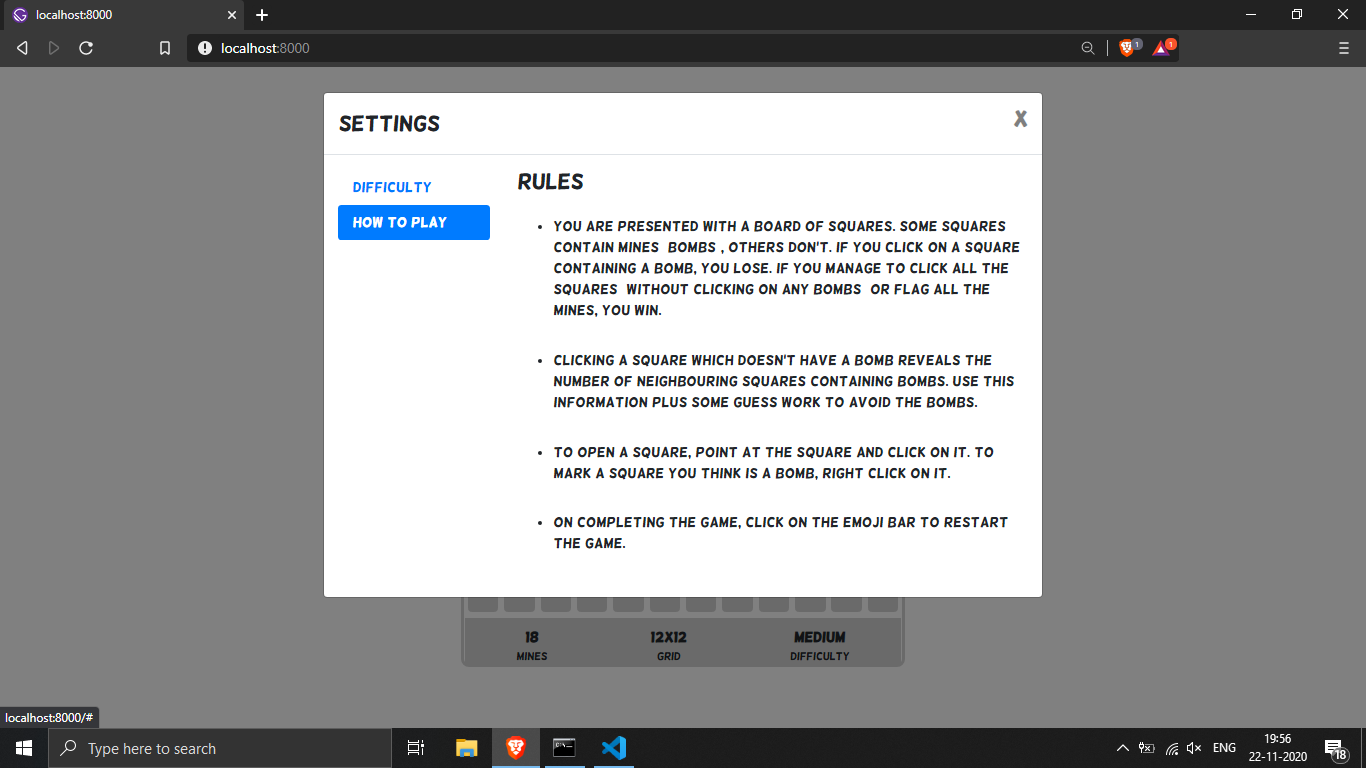 localhost:8000
localhost:8000
1
1
SETTINGS
X
DIFFICULTY
HOW TO PLAY
RULES
• YOU ARE PRESENTED WITH A BOARD OF SQUARES. SOME SQUARES
CONTAIN MINES BOMBS , OTHERS DON'T. IF YOU CLICK ON A SQUARE
CONTAINING A BOMB, YOU LOSE. IF YOU MANAGE TO CLICK ALL THE
SQUARES WITHOUT CLICKING ON ANY BOMBS OR FLAG ALL THE
MINES, YOU WIN.
• CLICKING A SQUARE WHICH DOESN'T HAVE A BOMB REVEALS THE
NUMBER OF NEIGHBOURING SQUARES CONTAINING BOMBS. USE THIS
INFORMATION PLUS SOME GUESS WORK TO AVOID THE BOMBS.
• TO OPEN A SQUARE, POINT AT THE SQUARE AND CLICK ON IT. TO
MARK A SQUARE YOU THINK IS A BOMB, RIGHT CLICK ON IT.
• ON COMPLETING THE GAME, CLICK ON THE EMOJI BAR TO RESTART
THE GAME.
18 12X12 MEDIUM
MINES GRID DIFFICULTY
localhost:8000/#
Type here to search
ENG
19:56
22-11-2020
18